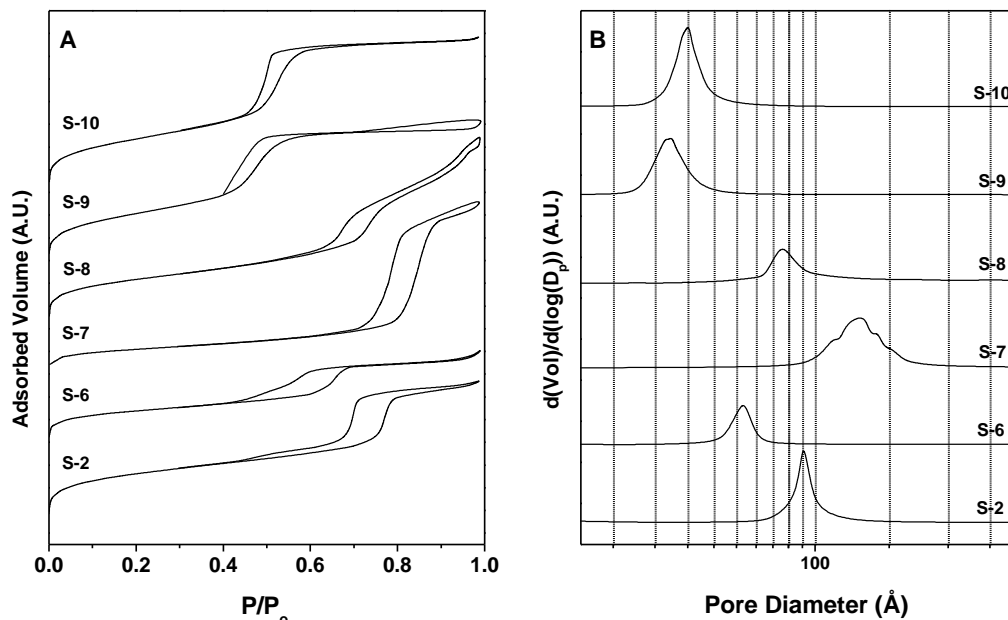 A
S-10
S-9
S-8
S-7
S-6
S-2
Adsorbed Volume (A.U.)
0.0 0.2 0.4 0.6 0.8 1.0
P/P
B
S-10
S-9
S-8
S-7
S-6
S-2
d(Vol)/d(log(Dp)) (A.U.)
100
Pore Diameter (Å)